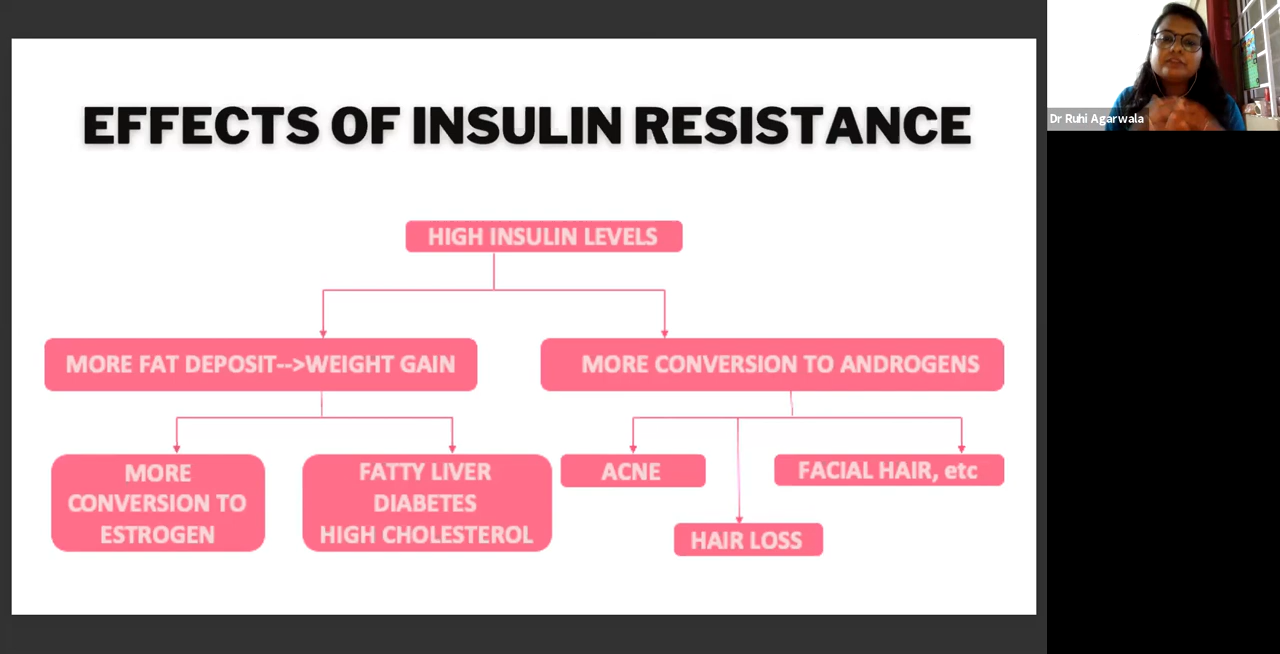 EFFECTS OF INSULIN RESISTANCE
Dr Ruhi Agarwala
HIGH INSULIN LEVELS
MORE FAT DEPOSIT-->WEIGHT GAIN
MORE CONVERSION TO ANDROGENS
MORE
CONVERSION TO
ESTROGEN
FATTY LIVER
DIABETES
HIGH CHOLESTEROL
ACNE
HAIR LOSS
FACIAL HAIR, etc